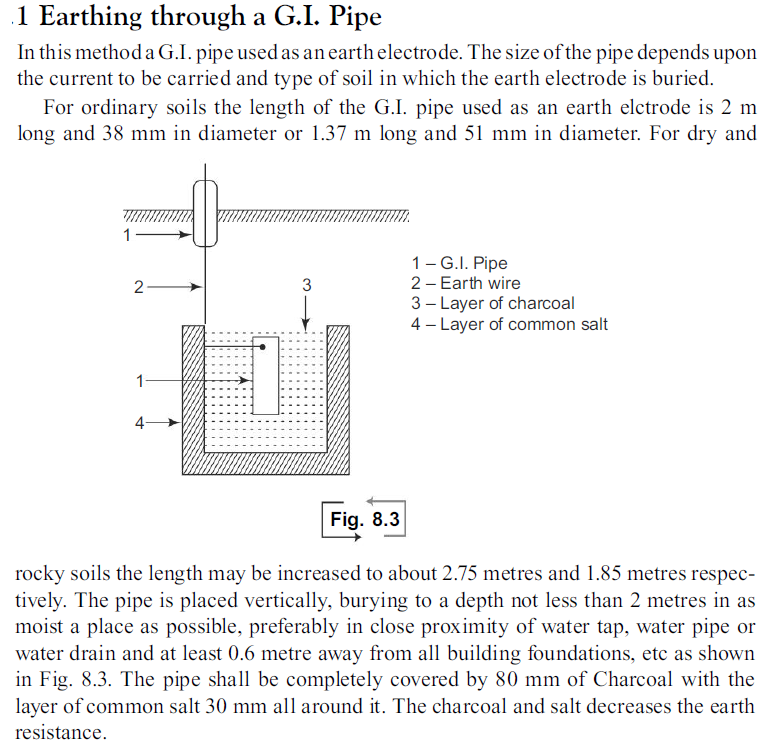 .1 Earthing through a G.I. Pipe
In this method a G.I. pipe used as an earth electrode. The size of the pipe depends upon
the current to be carried and type of soil in which the earth electrode is buried.
For ordinary soils the length of the G.I. pipe used as an earth elctrode is 2 m
long and 38 mm in diameter or 1.37 m long and 51 mm in diameter. For dry and
1
2
3
1
4
1 – G.I. Pipe
2 – Earth wire
3 – Layer of charcoal
4 – Layer of common salt
Fig. 8.3
rocky soils the length may be increased to about 2.75 metres and 1.85 metres respec-
tively. The pipe is placed vertically, burying to a depth not less than 2 metres in as
moist a place as possible, preferably in close proximity of water tap, water pipe or
water drain and at least 0.6 metre away from all building foundations, etc as shown
in Fig. 8.3. The pipe shall be completely covered by 80 mm of Charcoal with the
layer of common salt 30 mm all around it. The charcoal and salt decreases the earth
resistance.